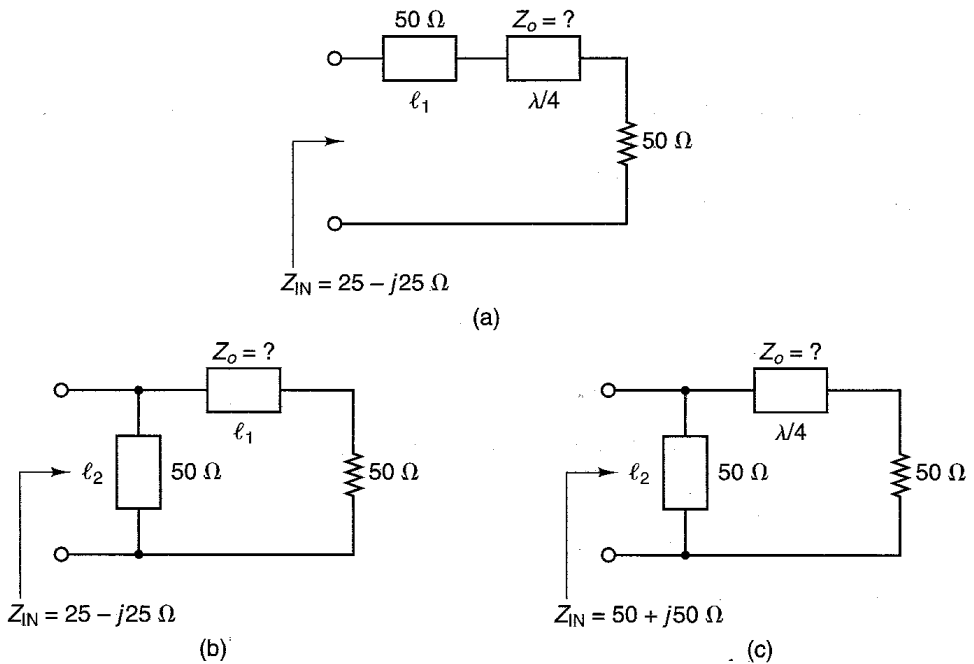 50 Ω
Z_o = ?
ℓ_1
λ/4
50 Ω
Z_IN = 25 – j25 Ω
(a)
Z_o = ?
ℓ_1
ℓ_2
50 Ω
50 Ω
Z_IN = 25 – j25 Ω
(b)
Z_o = ?
λ/4
ℓ_2
50 Ω
50 Ω
Z_IN = 50 + j50 Ω
(c)